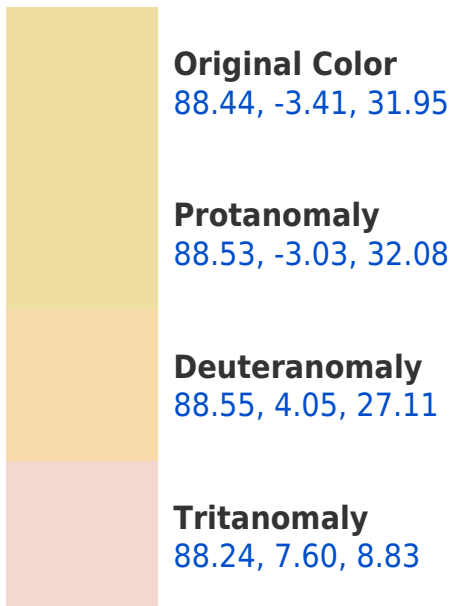 Original Color
88.44, -3.41, 31.95
Protanomaly
88.53, -3.03, 32.08
Deuteranomaly
88.55, 4.05, 27.11
Tritanomaly
88.24, 7.60, 8.83